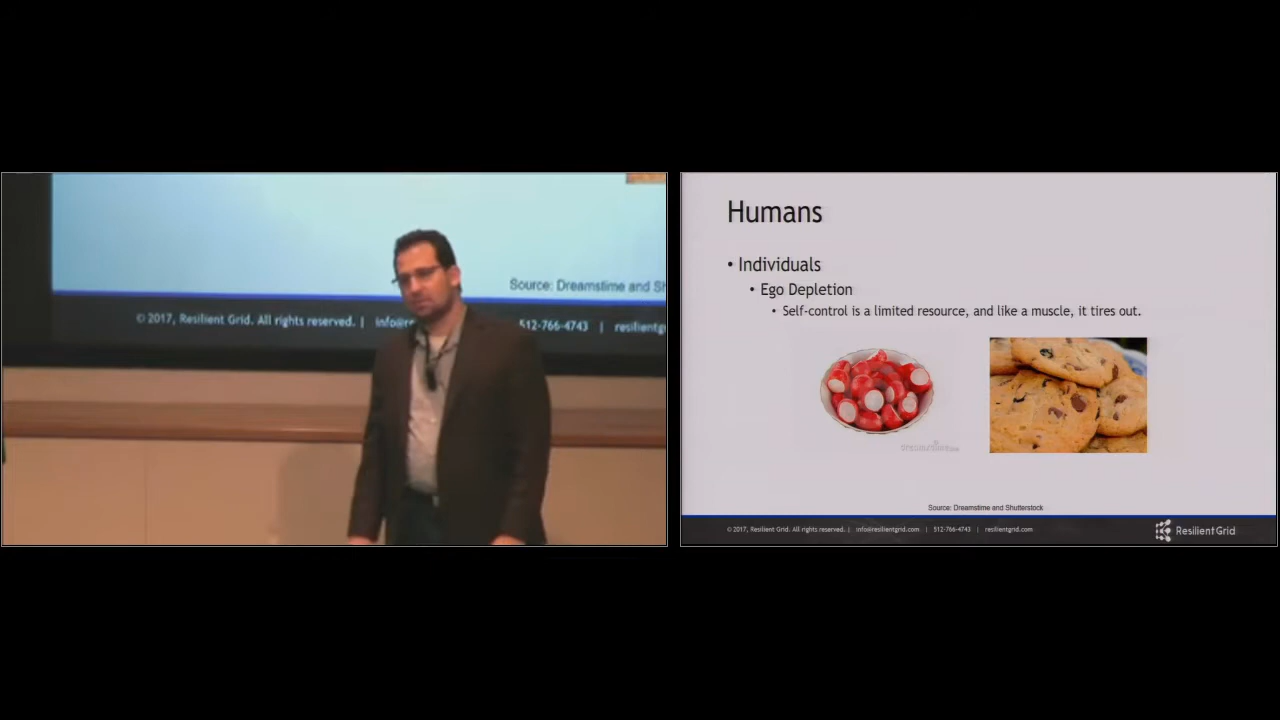 Source: Dreamstime and Sh
© 2017, Resilient Grid. All rights reserved. | info@re 512-766-4743 | resilientg
Humans
• Individuals
• Ego Depletion
• Self-control is a limited resource, and like a muscle, it tires out.
Source: Dreamstime and Shutterstock
© 2017, Resilient Grid. All rights reserved. | info@resilientgrid.com | 512-766-4743 | resilientgrid.com
ResilientGrid